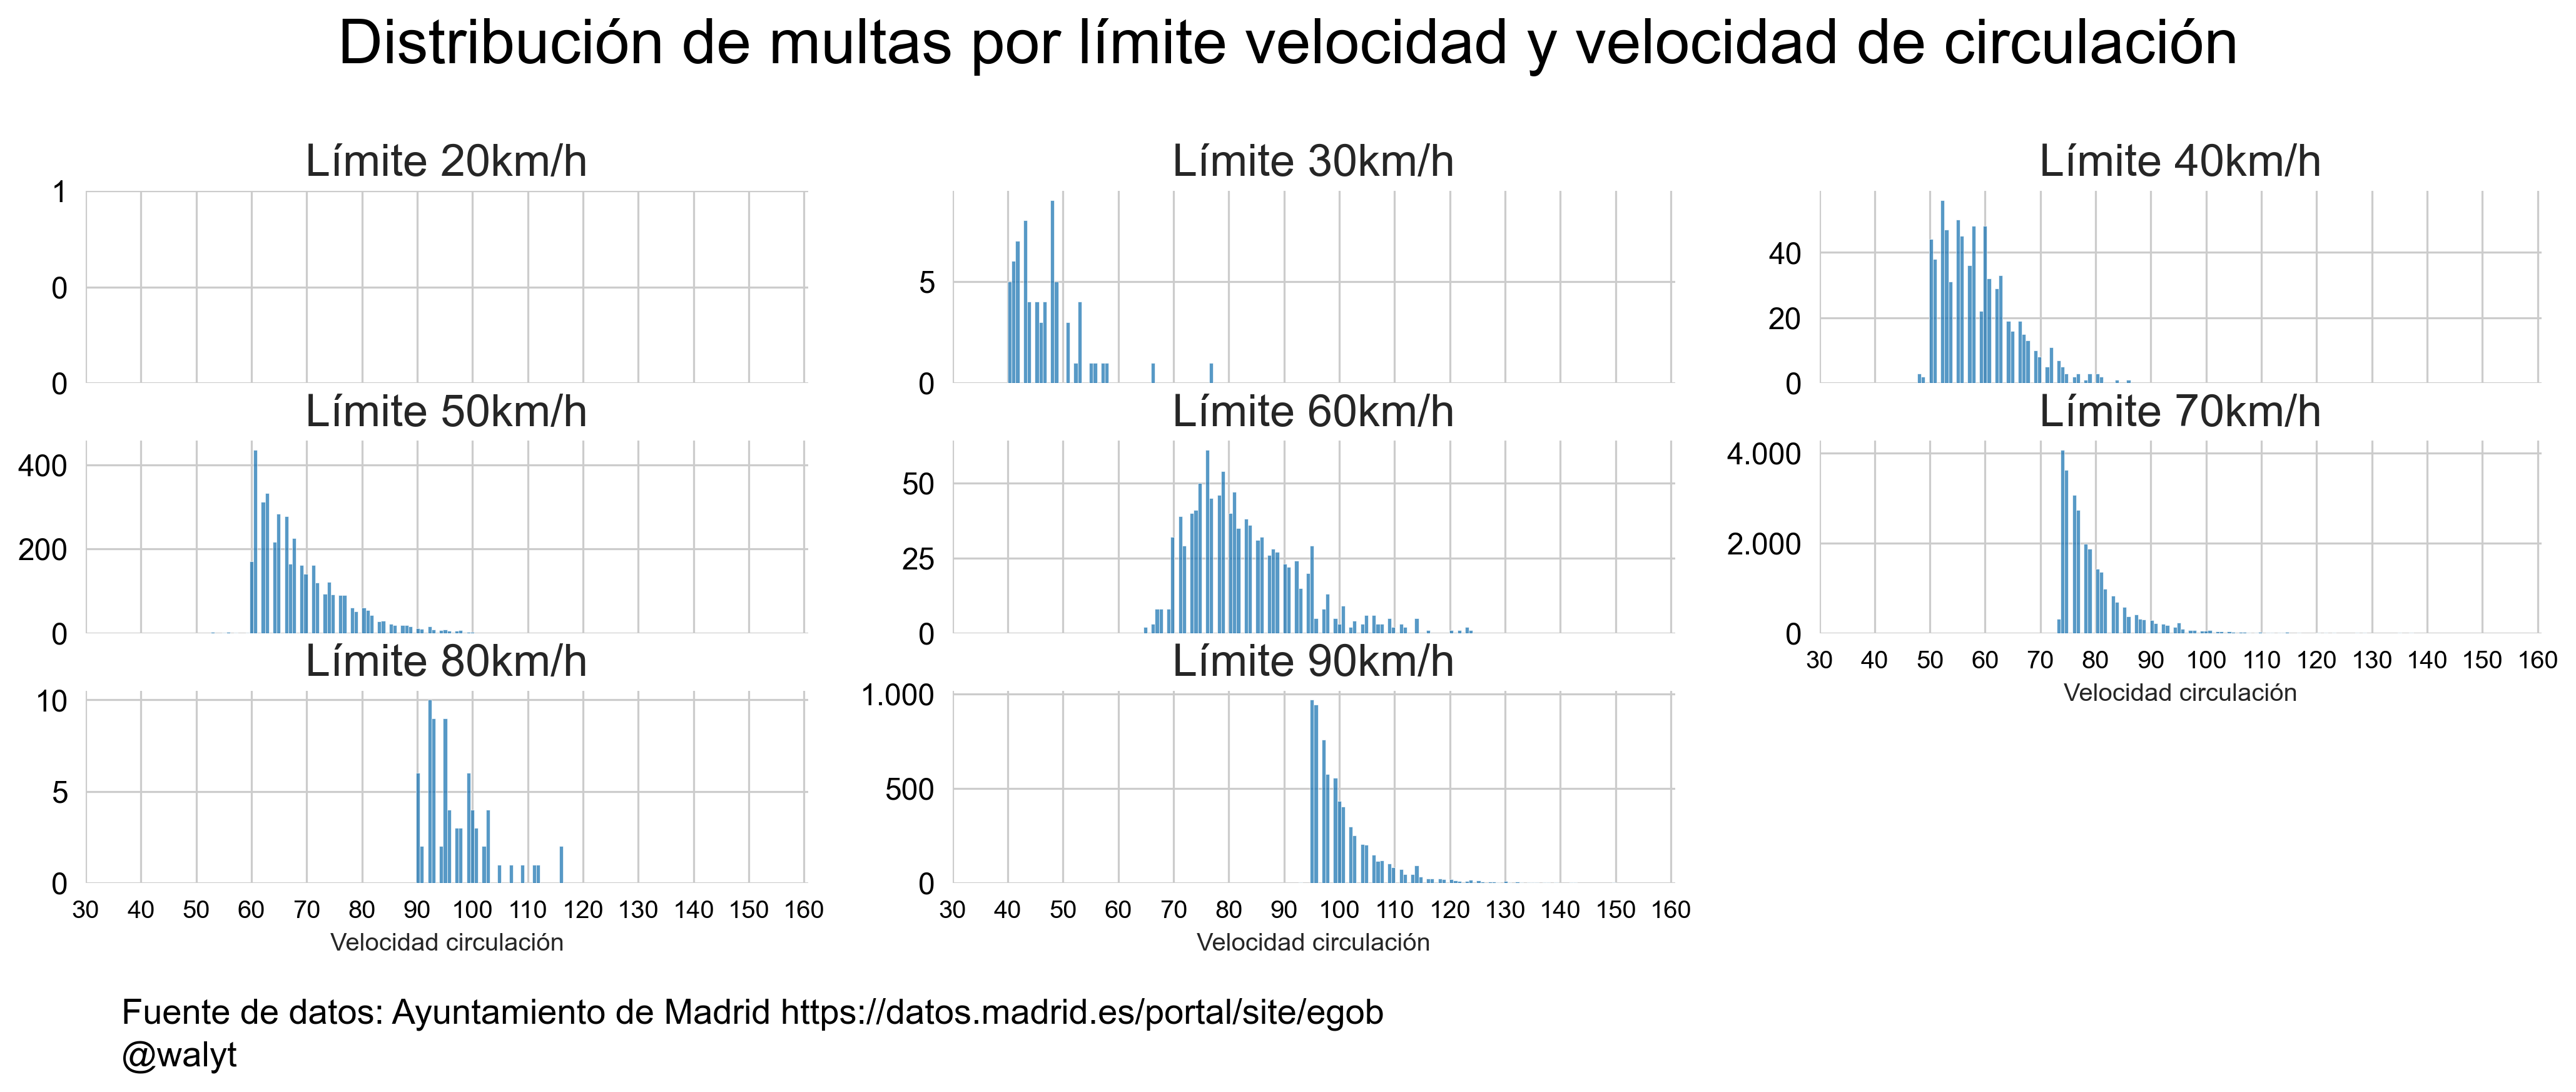 Distribución de multas por límite velocidad y velocidad de circulación
Límite 20km/h
1
0
0
Límite 30km/h
5
0
Límite 40km/h
40
20
0
Límite 50km/h
400
200
0
Límite 60km/h
50
25
0
Límite 70km/h
4.000
2.000
0
30 40 50 60 70 80 90 100 110 120 130 140 150 160
Velocidad circulación
Límite 80km/h
10
5
0
30 40 50 60 70 80 90 100 110 120 130 140 150 160
Velocidad circulación
Límite 90km/h
1.000
500
0
30 40 50 60 70 80 90 100 110 120 130 140 150 160
Velocidad circulación
Fuente de datos: Ayuntamiento de Madrid https://datos.madrid.es/portal/site/egob
@walyt